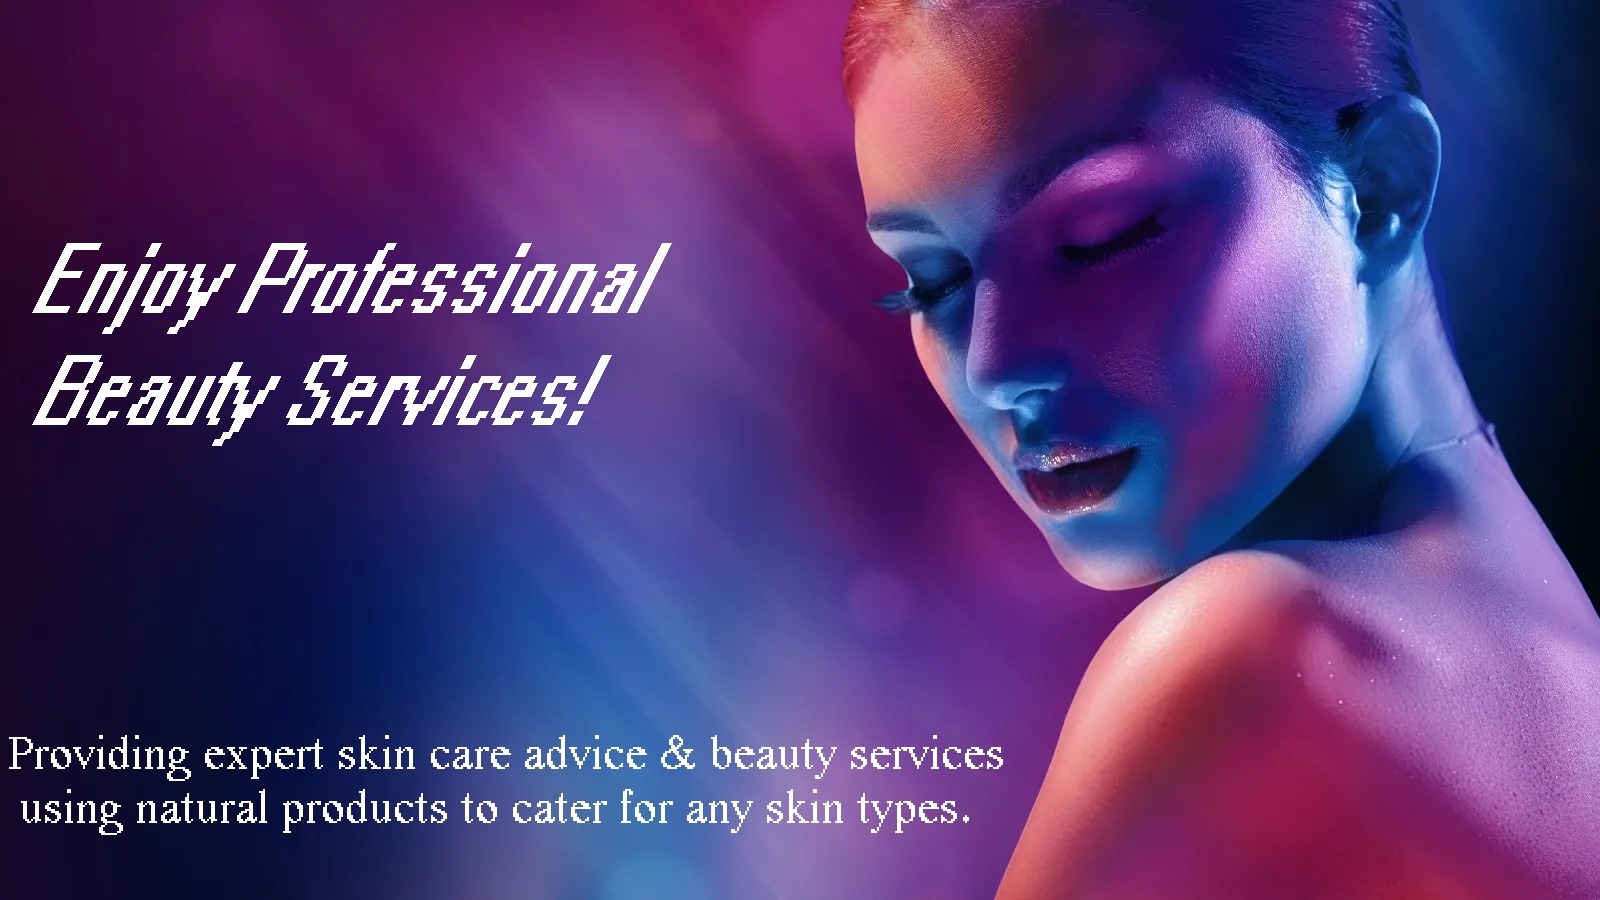 Enjoy Professional
Beauty Services!
Providing expert skin care advice & beauty services
using natural products to cater for any skin types.